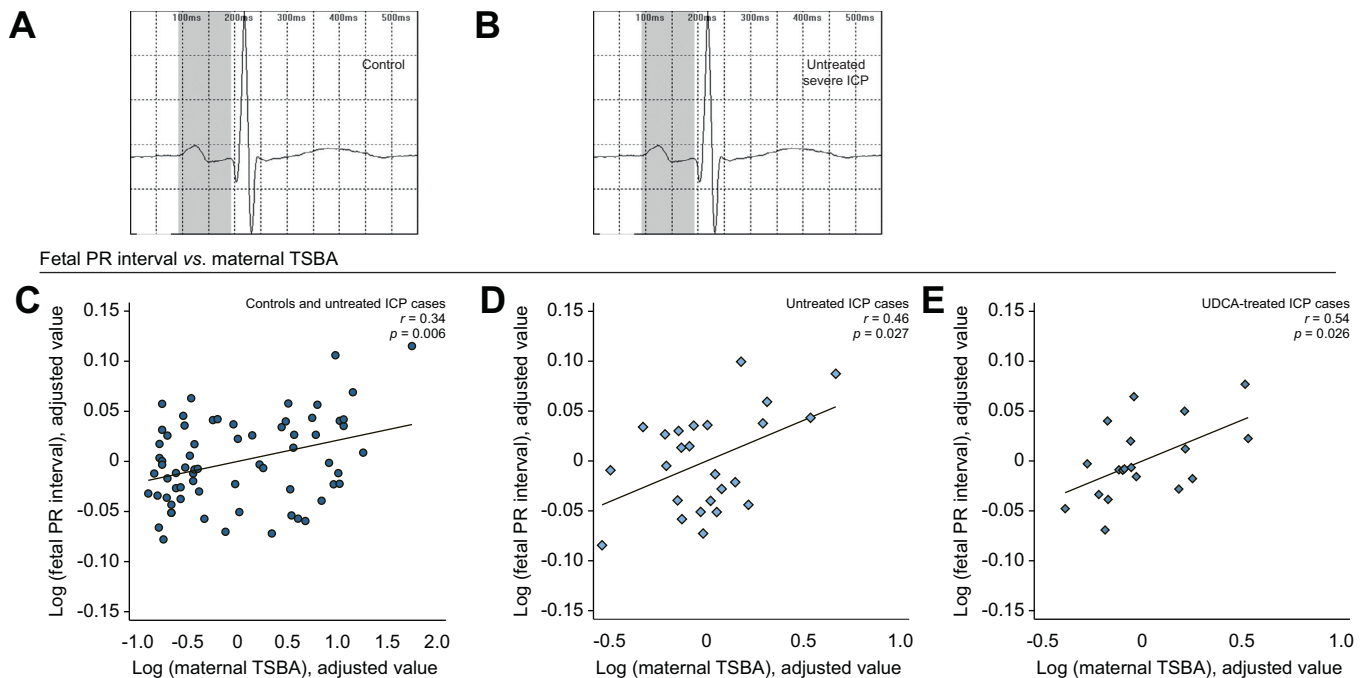 A
100ms 200ms 300ms 400ms 500ms
Control
B
100ms 200ms 300ms 400ms 500ms
Untreated
severe ICP
Fetal PR interval vs. maternal TSBA
C
Controls and untreated ICP cases
r = 0.34
p = 0.006
Log (fetal PR interval), adjusted value
0.15
0.10
0.05
0
-0.05
-0.10
-0.15
-1.0 -0.5 0 0.5 1.0 1.5 2.0
Log (maternal TSBA), adjusted value
D
Untreated ICP cases
r = 0.46
p = 0.027
Log (fetal PR interval), adjusted value
0.15
0.10
0.05
0
-0.05
-0.10
-0.15
-0.5 0 0.5 1.0
Log (maternal TSBA), adjusted value
E
UDCA-treated ICP cases
r = 0.54
p = 0.026
Log (fetal PR interval), adjusted value
0.15
0.10
0.05
0
-0.05
-0.10
-0.15
-0.5 0 0.5 1.0
Log (maternal TSBA), adjusted value